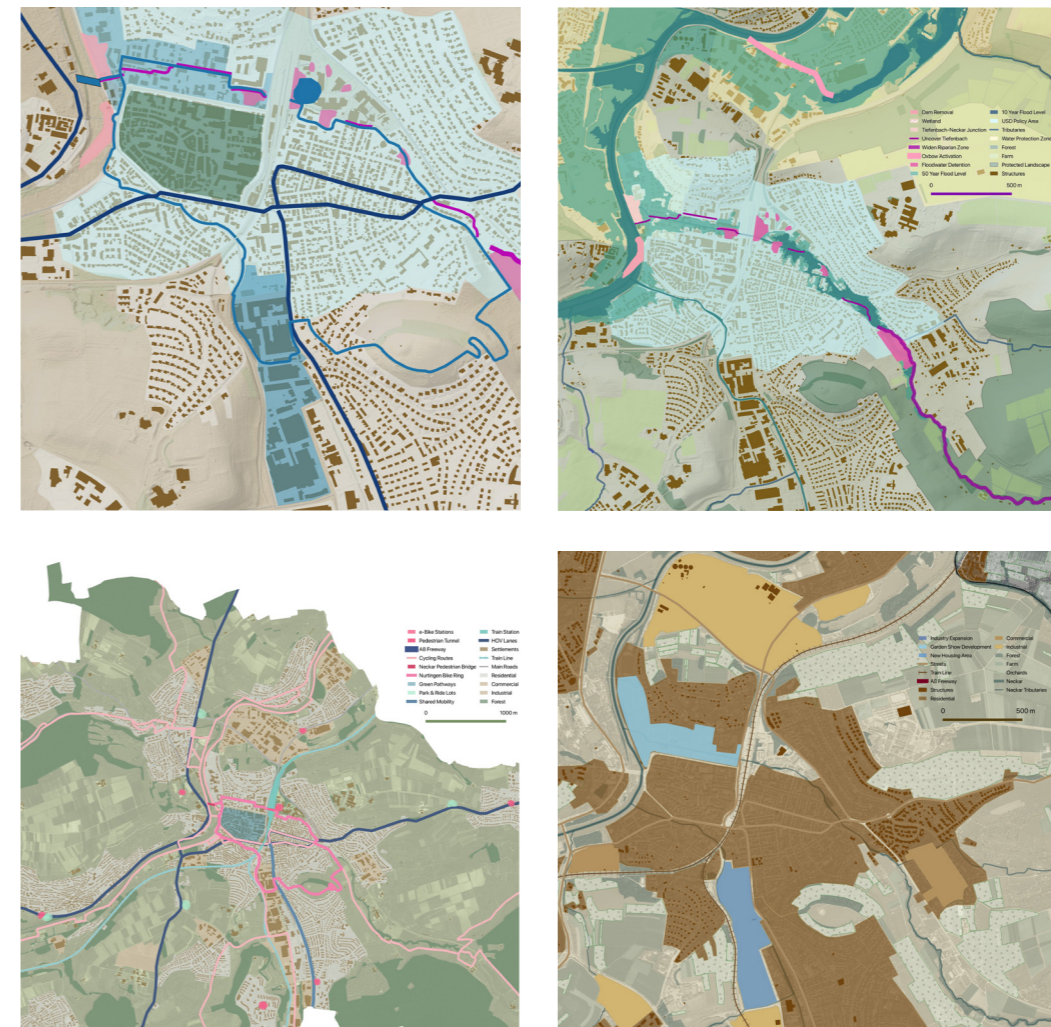 Dam Removal
Wetland
Tiefenbach-Neckar Junction
Uncover Tiefenbach
Widen Riparian Zone
Oxbow Activation
Floodwater Detention
50 Year Flood Level
10 Year Flood Level
USD Policy Area
Tributaries
Water Protection Zone
Forest
Farm
Protected Landscape
Structures
0 500 m
e-Bike Stations
Pedestrian Tunnel
A8 Freeway
Cycling Routes
Neckar Pedestrian Bridge
Nurtingen Bike Ring
Green Pathways
Park & Ride Lots
Shared Mobility
Train Station
HOV Lanes
Settlements
Train Line
Main Roads
Residential
Commercial
Industrial
Forest
0 1000 m
Industry Expansion
Garden Show Development
New Housing Area
Streets
Train Line
A8 Freeway
Structures
Residential
Commercial
Industrial
Forest
Farm
Orchards
Neckar
Neckar Tributaries
0 500 m